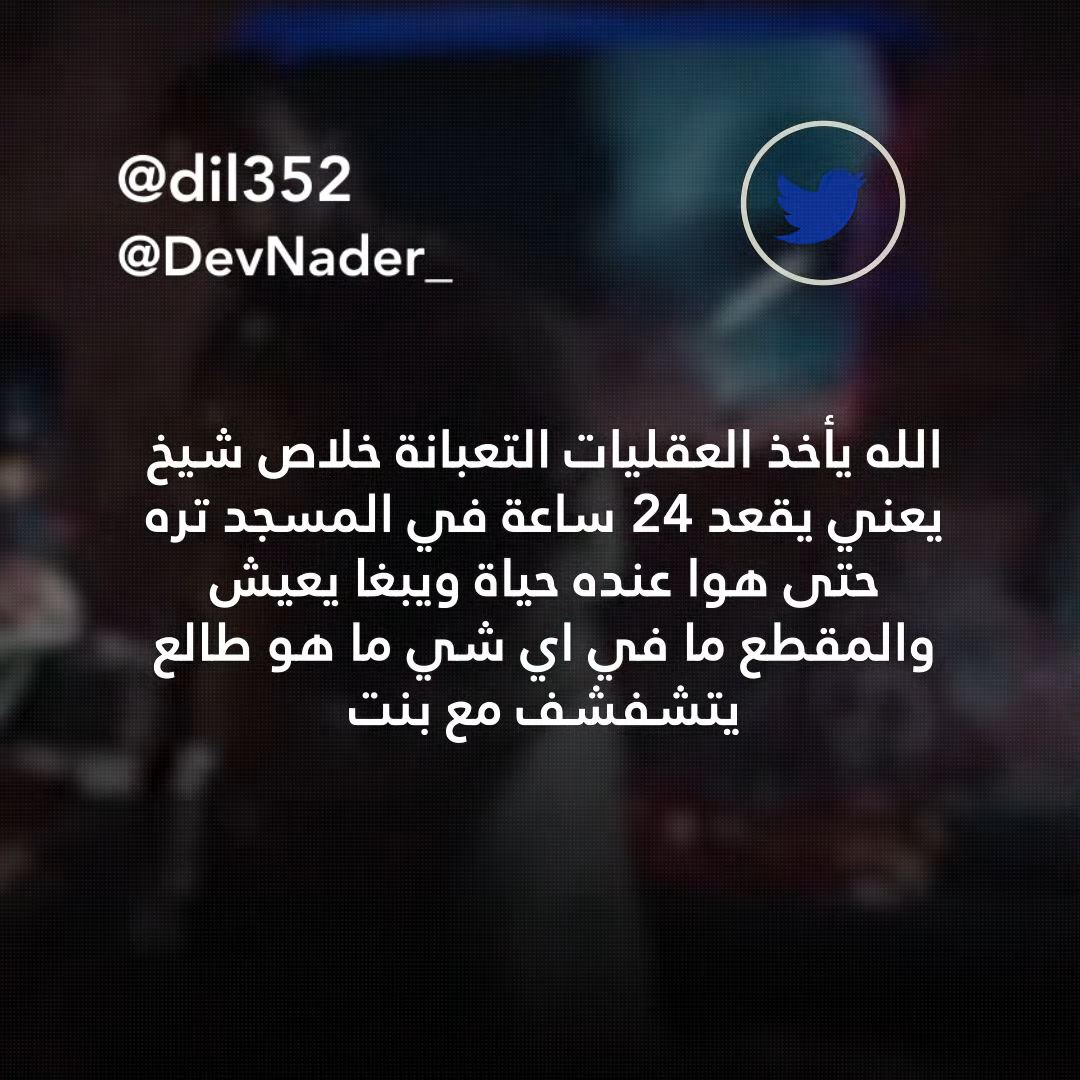 @dil352
@DevNader_
الله يأخذ العقليات التعبانة خلاص شيخ
يعني يقعد 24 ساعة في المسجد تره
حتى هوا عنده حياة ويبغا يعيش
والمقطع ما في اي شي ما هو طالع
يتشفشف مع بنت